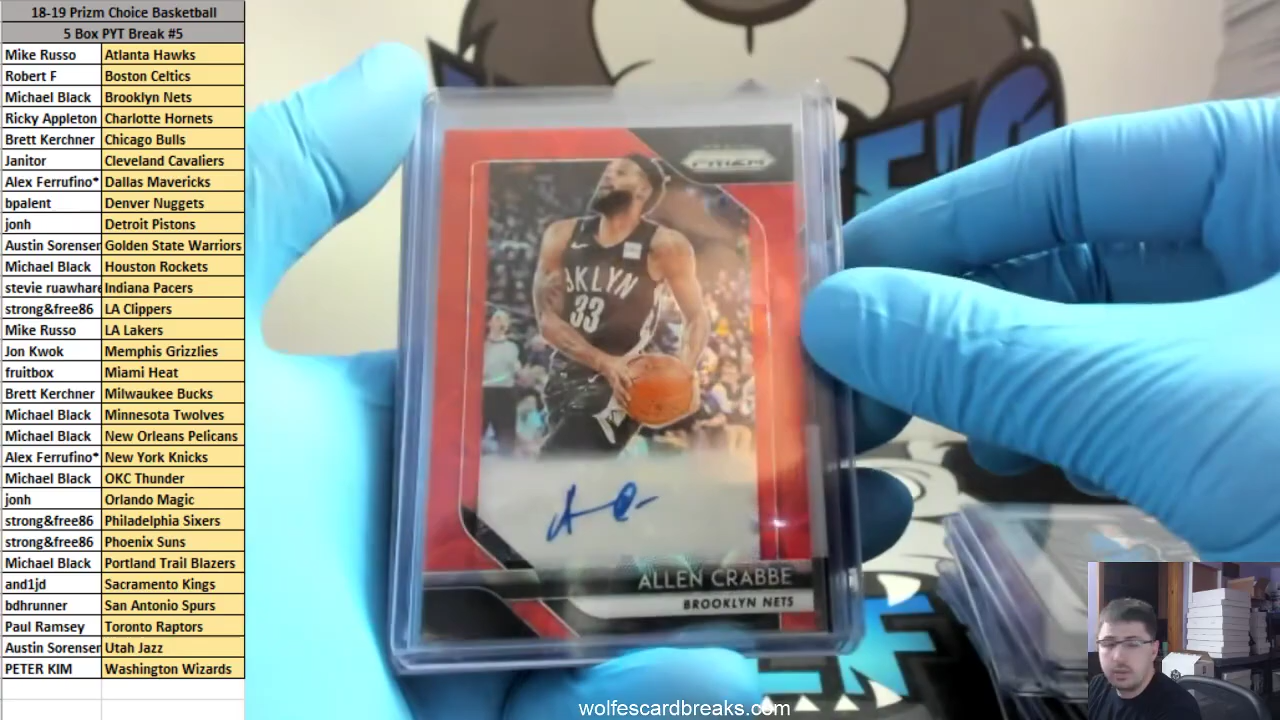 18-19 Prizm Choice Basketball
5 Box PYT Break #5
Mike Russo Atlanta Hawks
Robert F Boston Celtics
Michael Black Brooklyn Nets
Ricky Appleton Charlotte Hornets
Brett Kerchner Chicago Bulls
Janitor Cleveland Cavaliers
Alex Ferrufino* Dallas Mavericks
bpalent Denver Nuggets
jonh Detroit Pistons
Austin Sorensen Golden State Warriors
Michael Black Houston Rockets
stevie ruawhare Indiana Pacers
strong&free86 LA Clippers
Mike Russo LA Lakers
Jon Kwok Memphis Grizzlies
fruitbox Miami Heat
Brett Kerchner Milwaukee Bucks
Michael Black Minnesota Twolves
Michael Black New Orleans Pelicans
Alex Ferrufino* New York Knicks
Michael Black OKC Thunder
jonh Orlando Magic
strong&free86 Philadelphia Sixers
strong&free86 Phoenix Suns
Michael Black Portland Trail Blazers
and1jd Sacramento Kings
bdhrunner San Antonio Spurs
Paul Ramsey Toronto Raptors
Austin Sorensen Utah Jazz
PETER KIM Washington Wizards
PRIZM
OKLYN
33
ALLEN CRABBE
BROOKLYN NETS
wolfescardbreaks.com